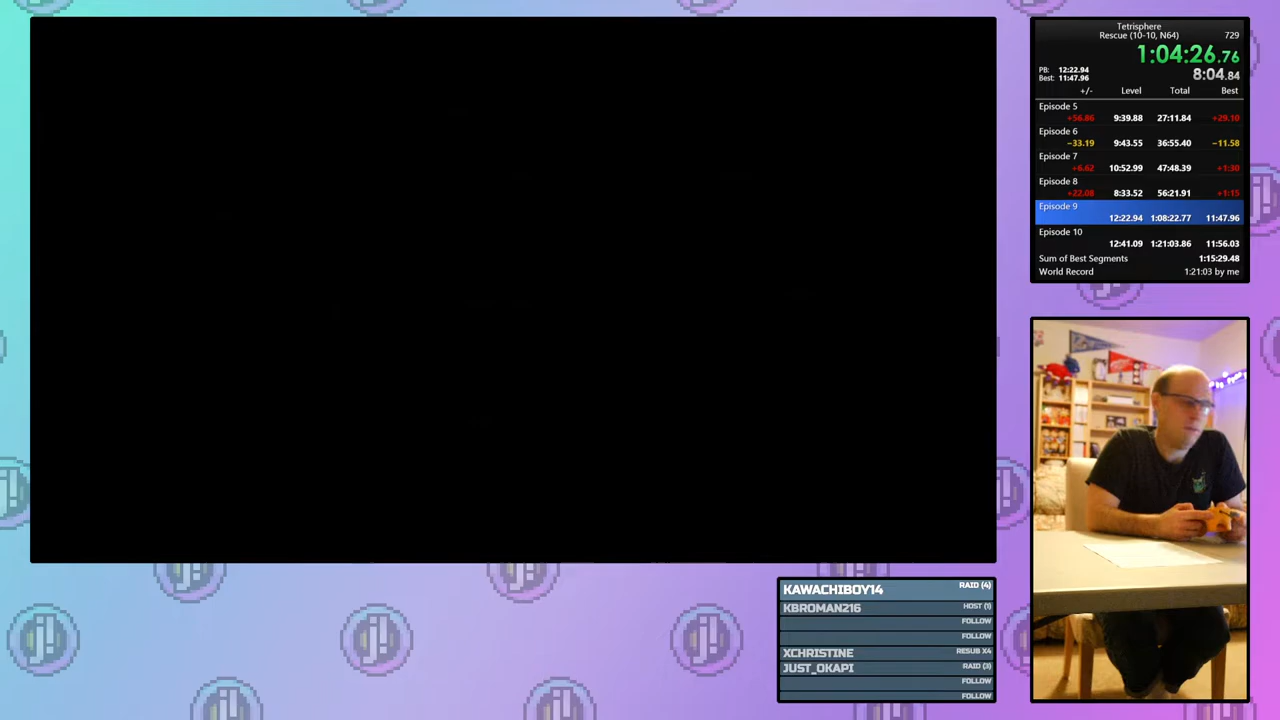 Tetrisphere
Rescue (10-10, N64) 729
1:04:26.76
PB: 12:22.94
Best: 11:47.96
8:04.84
+/- Level Total Best
Episode 5
+56.86 9:39.88 27:11.84 +29.10
Episode 6
−33.19 9:43.55 36:55.40 −11.58
Episode 7
+6.62 10:52.99 47:48.39 +1:30
Episode 8
+22.08 8:33.52 56:21.91 +1:15
Episode 9
12:22.94 1:08:22.77 11:47.96
Episode 10
12:41.09 1:21:03.86 11:56.03
Sum of Best Segments 1:15:29.48
World Record 1:21:03 by me
KAWACHIBOY14 RAID (4)
KBROMAN216 HOST (1)
FOLLOW
FOLLOW
XCHRISTINE RESUB X4
JUST_OKAPI RAID (3)
FOLLOW
FOLLOW